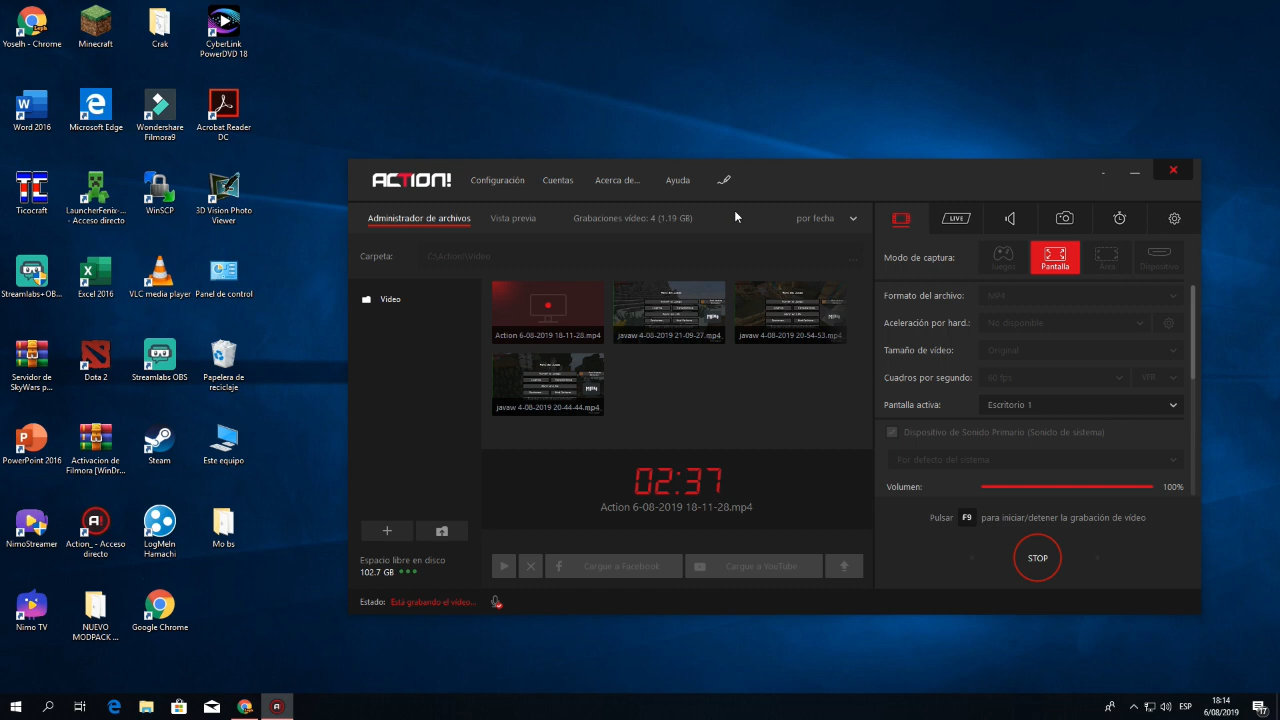 Yoselh - Chrome
Minecraft
Crak
CyberLink
PowerDVD 18
Word 2016
Microsoft Edge
Wondershare
Filmora9
Acrobat Reader
DC
Ticocraft
LauncherFenix-...
- Acceso directo
WinSCP
3D Vision Photo
Viewer
Streamlabs+OB...
Excel 2016
VLC media player
Panel de control
Servidor de
SkyWars p...
Dota 2
Streamlabs OBS
Papelera de
reciclaje
PowerPoint 2016
Activacion de
Filmora [WinDr...
Steam
Este equipo
NimoStreamer
Action_ - Acceso
directo
LogMeIn
Hamachi
Mo bs
Nimo TV
NUEVO
MODPACK ...
Google Chrome
ACTION!
Configuración
Cuentas
Acerca de...
Ayuda
Administrador de archivos
Vista previa
Grabaciones vídeo: 4 (1.19 GB)
por fecha
Carpeta:
C:\Action!\Video
...
Video
Action 6-08-2019 18-11-28.mp4
javaw 4-08-2019 21-09-27.mp4
javaw 4-08-2019 20-54-53.mp4
javaw 4-08-2019 20-44-44.mp4
02:37
Action 6-08-2019 18-11-28.mp4
Espacio libre en disco
102.7 GB
Cargue a Facebook
Cargue a YouTube
Estado:
Está grabando el vídeo...
LIVE
Modo de captura:
Juegos
Pantalla
Área
Dispositivo
Formato del archivo:
MP4
Aceleración por hard.:
No disponible
Tamaño de vídeo:
Original
Cuadros por segundo:
VFR
Pantalla activa:
Escritorio 1
Dispositivo de Sonido Primario (Sonido de sistema)
Por defecto del sistema
Volumen:
100%
Pulsar F9 para iniciar/detener la grabación de vídeo
STOP
ESP
18:14
6/08/2019
17